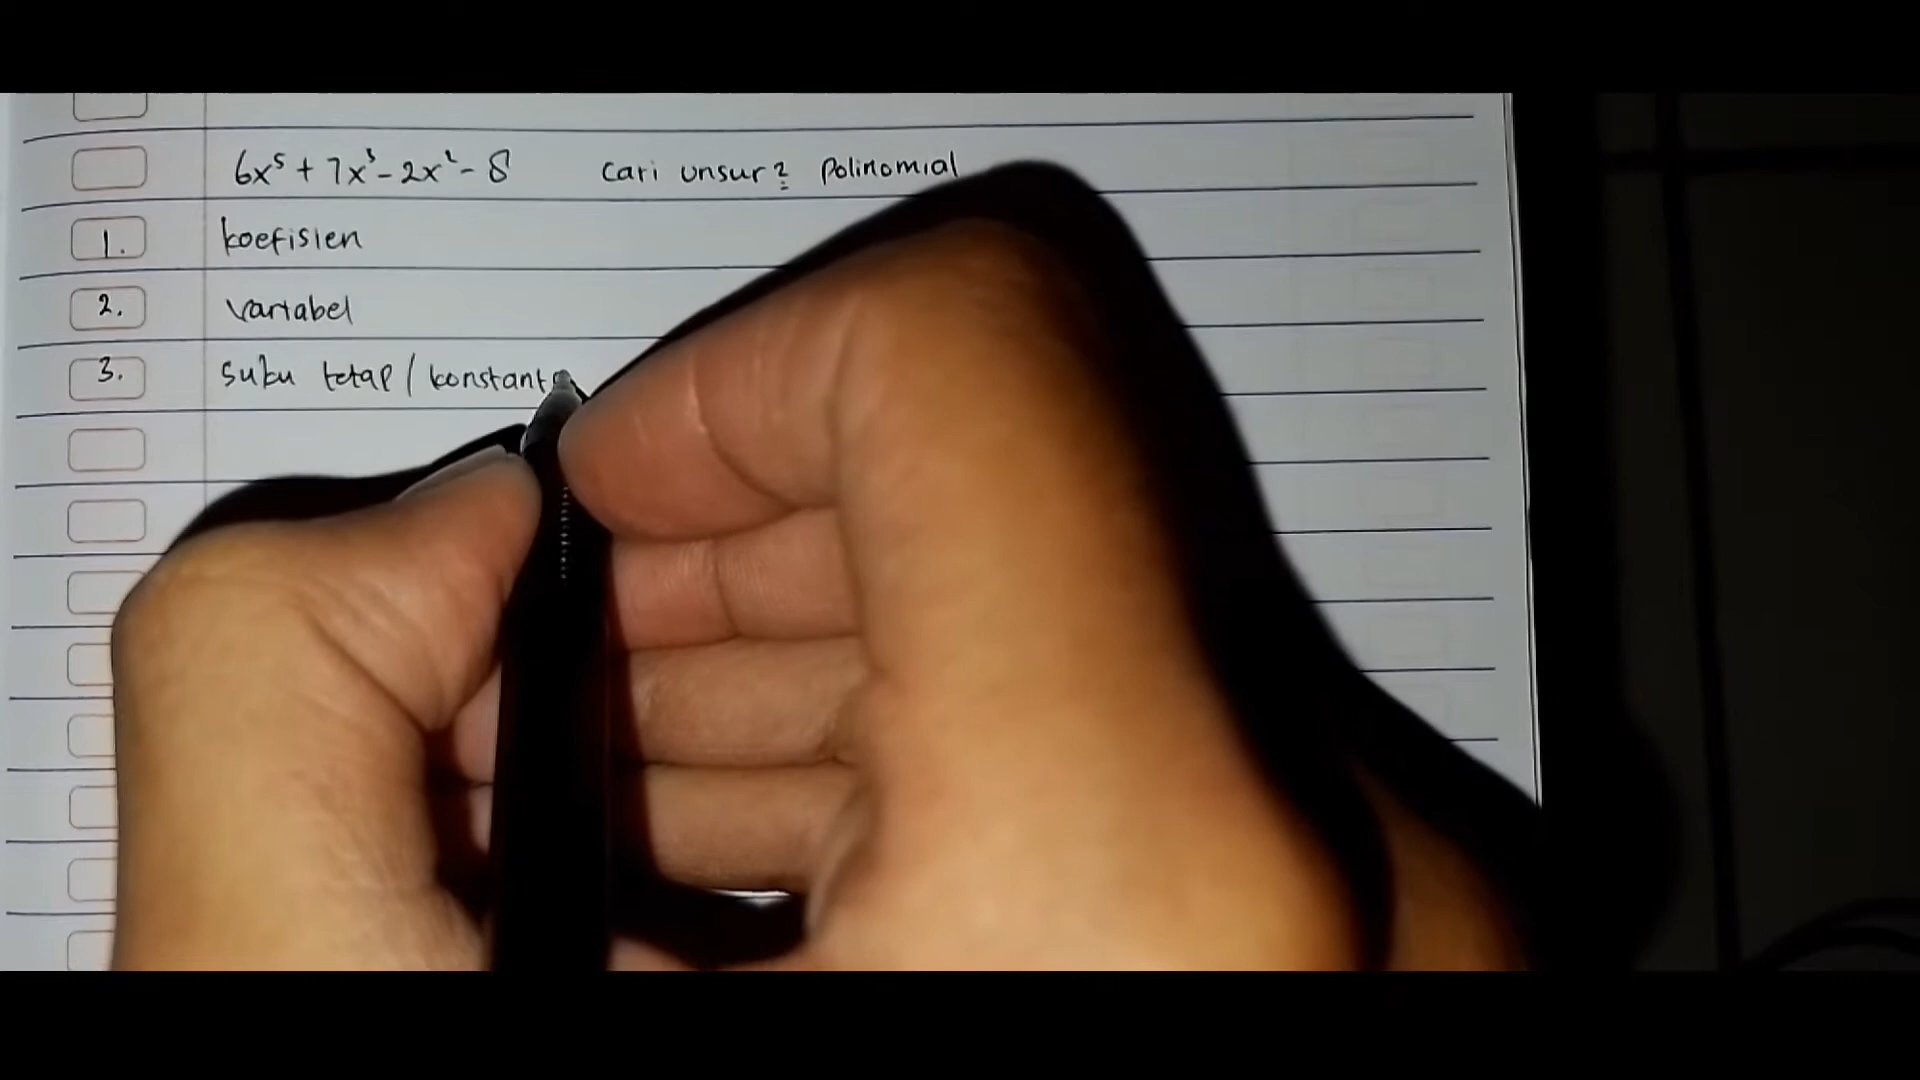 6x⁵ + 7x³ - 2x² - 8 Cari unsur2 Polinomial
1. koefisien
2. variabel
3. suku tetap / konstanta